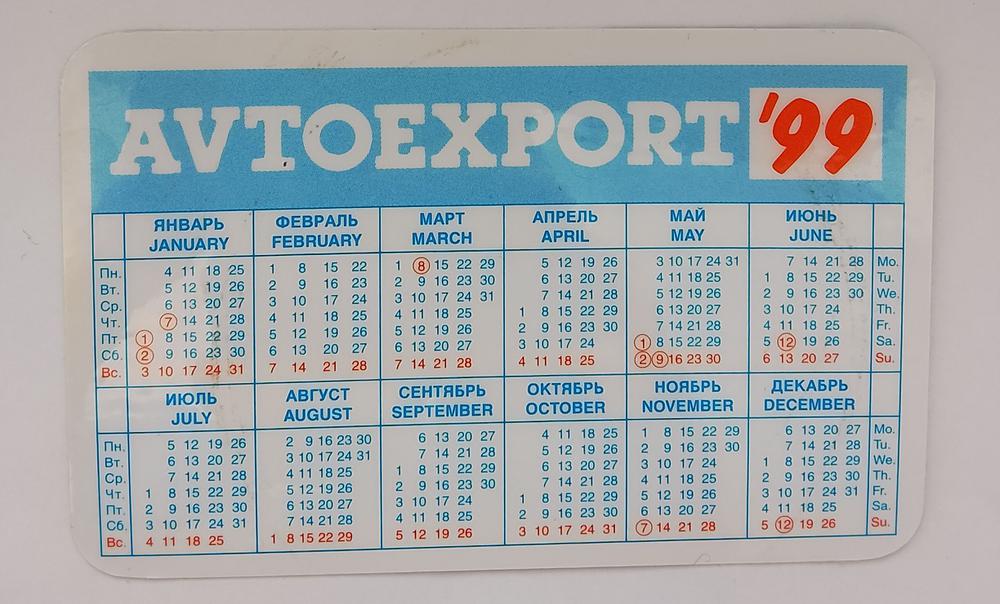 AVTOEXPORT '99
ЯНВАРЬ ФЕВРАЛЬ МАРТ АПРЕЛЬ МАЙ ИЮНЬ
JANUARY FEBRUARY MARCH APRIL MAY JUNE
Пн. 4 11 18 25 1 8 15 22 1 8 15 22 29 5 12 19 26 3 10 17 24 31 7 14 21 28 Mo.
Вт. 5 12 19 26 2 9 16 23 2 9 16 23 30 6 13 20 27 4 11 18 25 1 8 15 22 29 Tu.
Ср. 6 13 20 27 3 10 17 24 3 10 17 24 31 7 14 21 28 5 12 19 26 2 9 16 23 30 We.
Чт. 7 14 21 28 4 11 18 25 4 11 18 25 1 8 15 22 29 6 13 20 27 3 10 17 24 Th.
Пт. 1 8 15 22 29 5 12 19 26 5 12 19 26 2 9 16 23 30 7 14 21 28 4 11 18 25 Fr.
Сб. 2 9 16 23 30 6 13 20 27 6 13 20 27 3 10 17 24 1 8 15 22 29 5 12 19 26 Sa.
Вс. 3 10 17 24 31 7 14 21 28 7 14 21 28 4 11 18 25 2 9 16 23 30 6 13 20 27 Su.
ИЮЛЬ АВГУСТ СЕНТЯБРЬ ОКТЯБРЬ НОЯБРЬ ДЕКАБРЬ
JULY AUGUST SEPTEMBER OCTOBER NOVEMBER DECEMBER
Пн. 5 12 19 26 2 9 16 23 30 6 13 20 27 4 11 18 25 1 8 15 22 29 6 13 20 27 Mo.
Вт. 6 13 20 27 3 10 17 24 31 7 14 21 28 5 12 19 26 2 9 16 23 30 7 14 21 28 Tu.
Ср. 7 14 21 28 4 11 18 25 1 8 15 22 29 6 13 20 27 3 10 17 24 1 8 15 22 29 We.
Чт. 1 8 15 22 29 5 12 19 26 2 9 16 23 30 7 14 21 28 4 11 18 25 2 9 16 23 30 Th.
Пт. 2 9 16 23 30 6 13 20 27 3 10 17 24 1 8 15 22 29 5 12 19 26 3 10 17 24 31 Fr.
Сб. 3 10 17 24 31 7 14 21 28 4 11 18 25 2 9 16 23 30 6 13 20 27 4 11 18 25 Sa.
Вс. 4 11 18 25 1 8 15 22 29 5 12 19 26 3 10 17 24 31 7 14 21 28 5 12 19 26 Su.